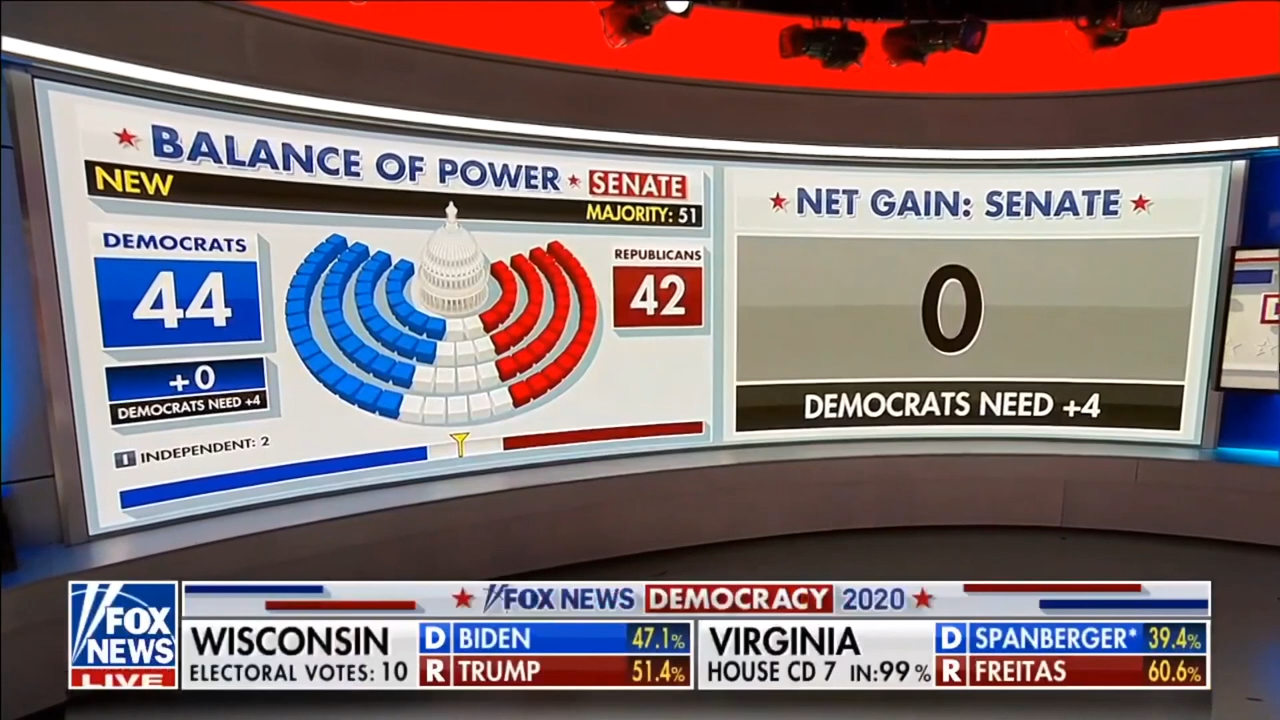 BALANCE OF POWER SENATE
NEW
MAJORITY: 51
DEMOCRATS
44
+0
DEMOCRATS NEED +4
REPUBLICANS
42
I INDEPENDENT: 2
NET GAIN: SENATE
0
DEMOCRATS NEED +4
FOX NEWS DEMOCRACY 2020
FOX
NEWS
LIVE
WISCONSIN
ELECTORAL VOTES: 10
D BIDEN 47.1%
R TRUMP 51.4%
VIRGINIA
HOUSE CD 7 IN:99%
D SPANBERGER* 39.4%
R FREITAS 60.6%